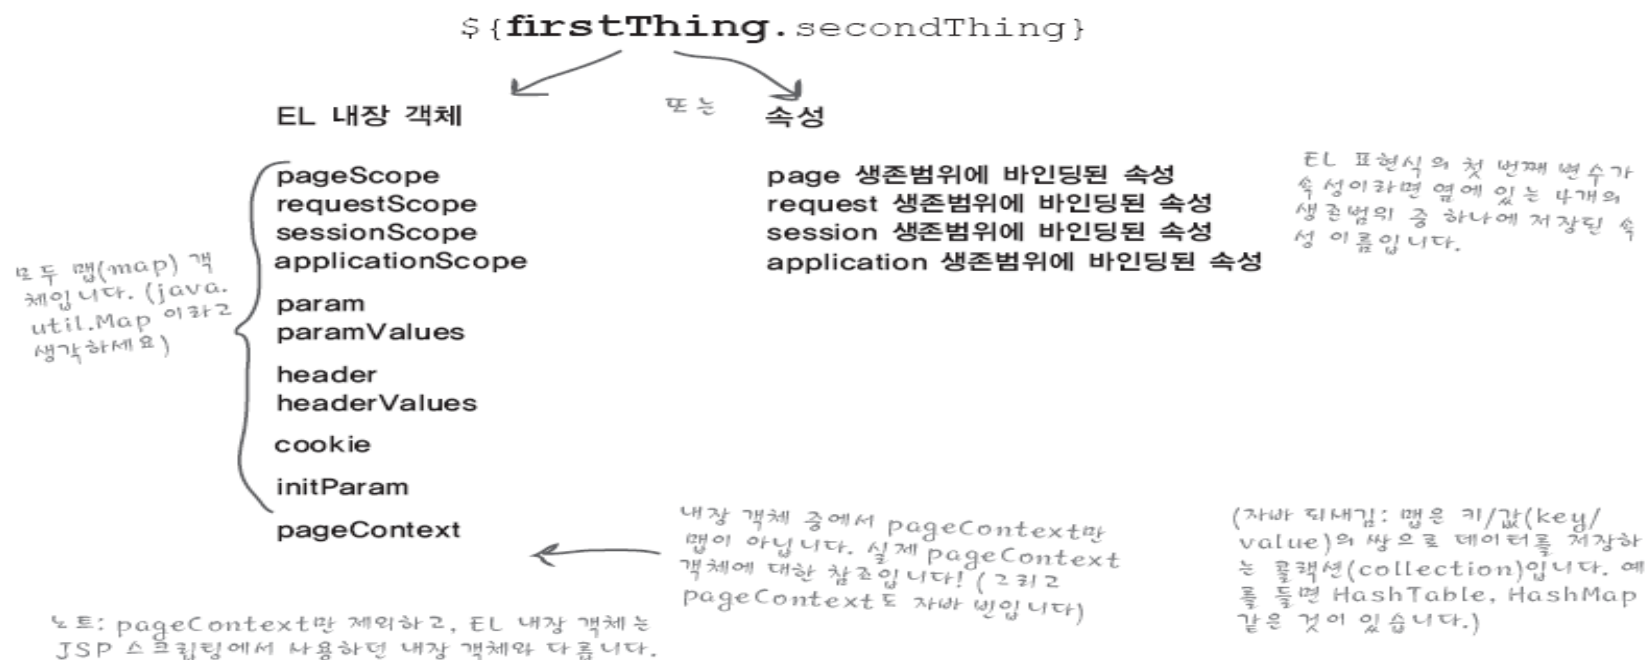 ${firstThing.secondThing}
EL 내장 객체
또는
속성
pageScope
requestScope
sessionScope
applicationScope
param
paramValues
header
headerValues
cookie
initParam
pageContext
모두 맵(map) 객
체입니다. (java.
util.Map 이라고
생각하세요)
page 생존범위에 바인딩된 속성
request 생존범위에 바인딩된 속성
session 생존범위에 바인딩된 속성
application 생존범위에 바인딩된 속성
EL 표현식의 첫 번째 변수가
속성이라면 옆에 있는 4개의
생존범위 중 하나에 저장된 속
성 이름입니다.
내장 객체 중에서 pageContext만
맵이 아닙니다. 실제 pageContext
객체에 대한 참조입니다! (그리고
pageContext도 자바 빈입니다)
(자바 되새김: 맵은 키/값(key/
value)의 쌍으로 데이터를 저장하
는 콜랙션(collection)입니다. 예
를 들면 HashTable, HashMap
같은 것이 있습니다.)
노트: pageContext만 제외하고, EL 내장 객체는
JSP 스크립팅에서 사용하던 내장 객체와 다릅니다.